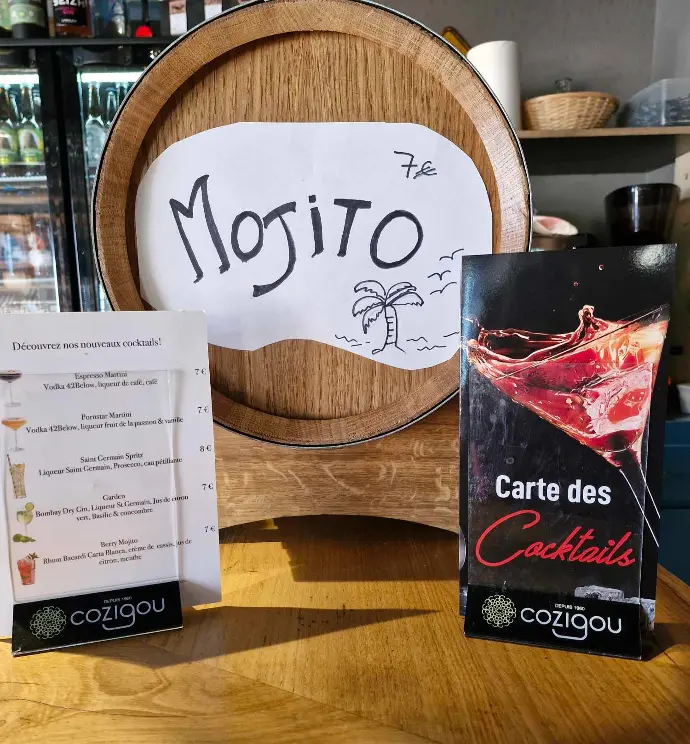 MOJITO
7€
Découvrez nos nouveaux cocktails!
Espresso Martini
7€
Vodka 42Below, liqueur de café, café
Pornstar Martini
7€
Vodka 42Below, liqueur fruit de la passion & vanille
Saint Germain Spritz
8€
Liqueur Saint Germain, Prosecco, eau pétillante
Garden
7€
Bombay Dry Gin, Liqueur St Germain, Jus de citron
vert, Basilic & concombre
Berry Mojito
7€
Rhum Bacardi Carta Blanca, crème de cassis, jus de
citron, menthe
DEPUIS 1960
COZIGOU
Carte des
Cocktails
DEPUIS 1960
COZIGOU